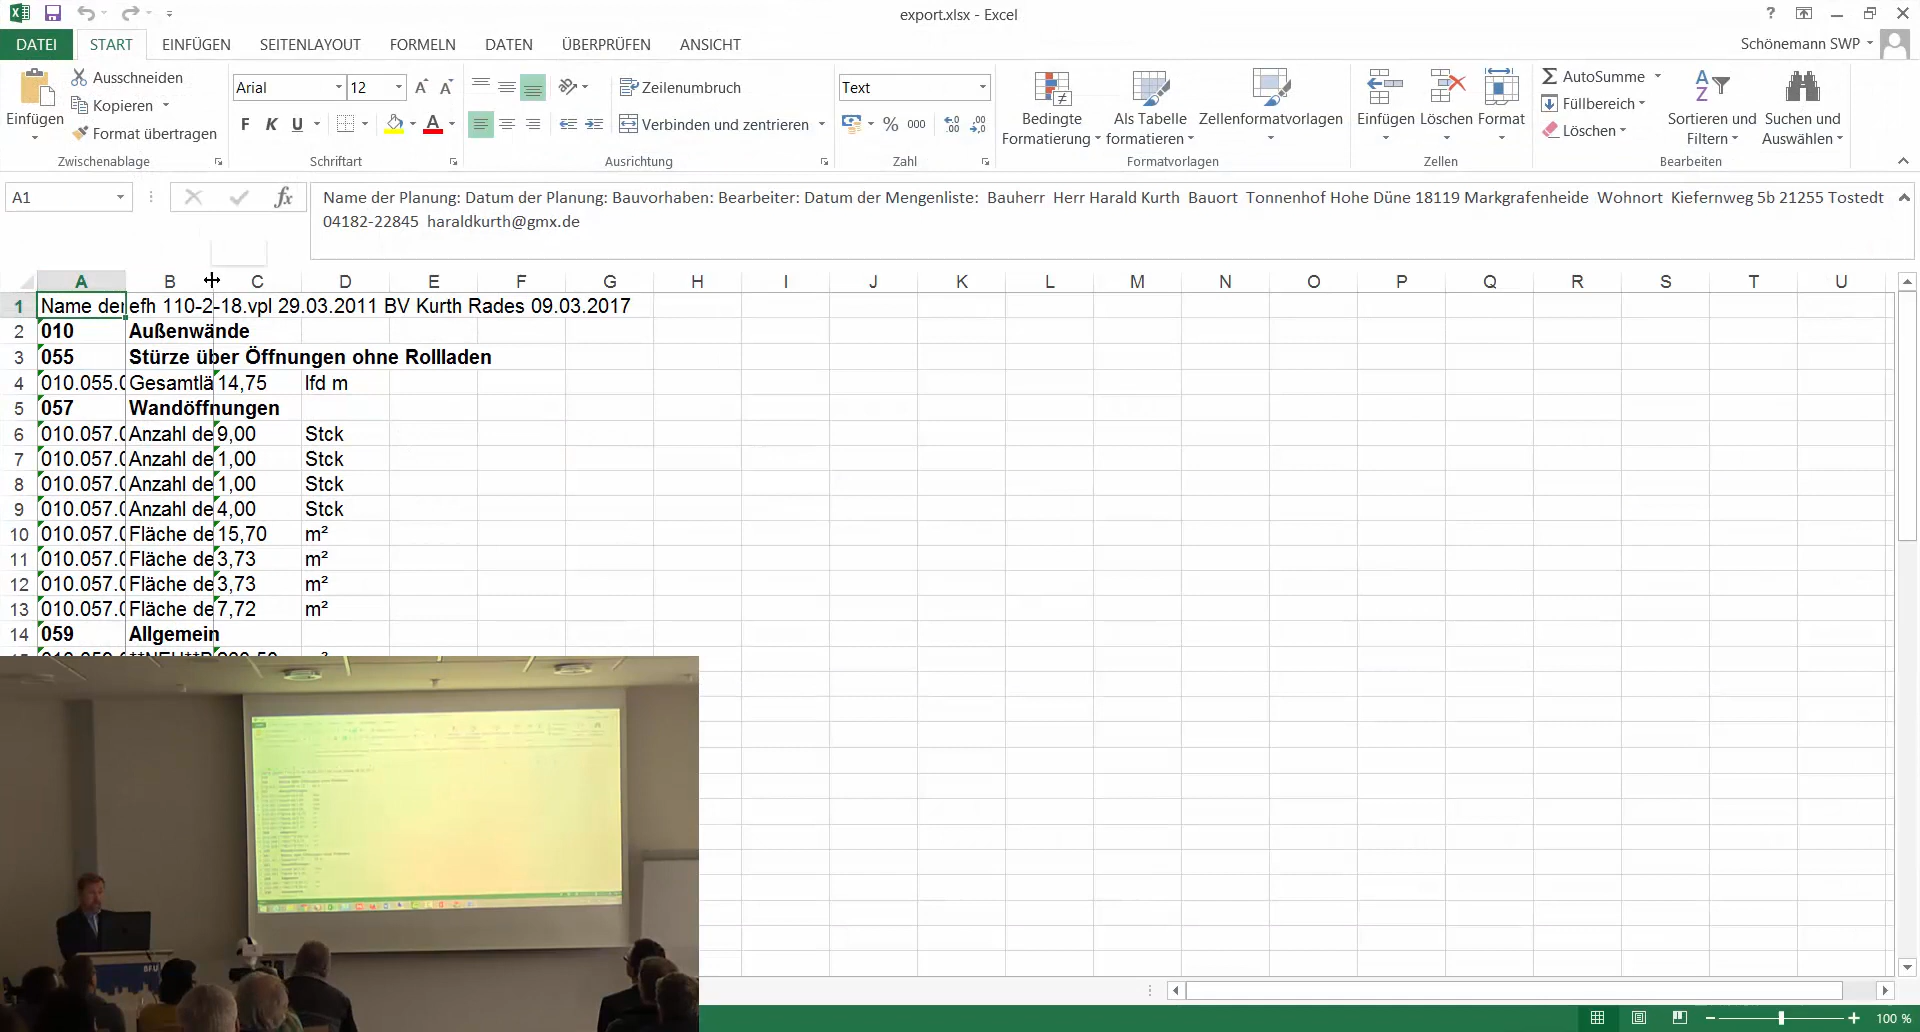 export.xlsx - Excel
?
DATEI START EINFÜGEN SEITENLAYOUT FORMELN DATEN ÜBERPRÜFEN ANSICHT Schönemann SWP
Einfügen
Ausschneiden
Kopieren
Format übertragen
Zwischenablage
Arial 12
F K U A
Schriftart
Zeilenumbruch
Verbinden und zentrieren
Ausrichtung
Text
% 000
Zahl
Bedingte Formatierung
Als Tabelle formatieren
Zellenformatvorlagen
Formatvorlagen
Einfügen Löschen Format
Zellen
AutoSumme
Füllbereich
Löschen
Sortieren und Filtern
Suchen und Auswählen
Bearbeiten
A1
fx
Name der Planung: Datum der Planung: Bauvorhaben: Bearbeiter: Datum der Mengenliste: Bauherr Herr Harald Kurth Bauort Tonnenhof Hohe Düne 18119 Markgrafenheide Wohnort Kiefernweg 5b 21255 Tostedt
04182-22845 haraldkurth@gmx.de
A B C D E F G H I J K L M N O P Q R S T U
1 Name der efh 110-2-18.vpl 29.03.2011 BV Kurth Rades 09.03.2017
2 010 Außenwände
3 055 Stürze über Öffnungen ohne Rollladen
4 010.055.0 Gesamtlä 14,75 lfd m
5 057 Wandöffnungen
6 010.057.0 Anzahl de 9,00 Stck
7 010.057.0 Anzahl de 1,00 Stck
8 010.057.0 Anzahl de 1,00 Stck
9 010.057.0 Anzahl de 4,00 Stck
10 010.057.0 Fläche de 15,70 m²
11 010.057.0 Fläche de 3,73 m²
12 010.057.0 Fläche de 3,73 m²
13 010.057.0 Fläche de 7,72 m²
14 059 Allgemein
BFU
100 %